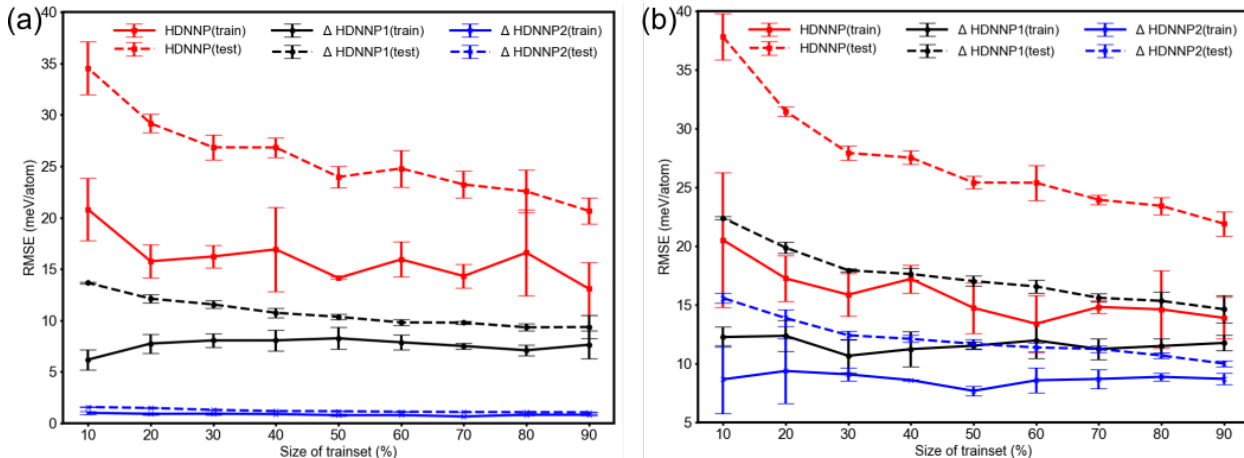 (a)
HDNNP(train)
HDNNP(test)
Δ HDNNP1(train)
Δ HDNNP1(test)
Δ HDNNP2(train)
Δ HDNNP2(test)
RMSE (meV/atom)
40
35
30
25
20
15
10
5
0
10 20 30 40 50 60 70 80 90
Size of trainset (%)
(b)
HDNNP(train)
HDNNP(test)
Δ HDNNP1(train)
Δ HDNNP1(test)
Δ HDNNP2(train)
Δ HDNNP2(test)
RMSE (meV/atom)
40
35
30
25
20
15
10
5
10 20 30 40 50 60 70 80 90
Size of trainset (%)